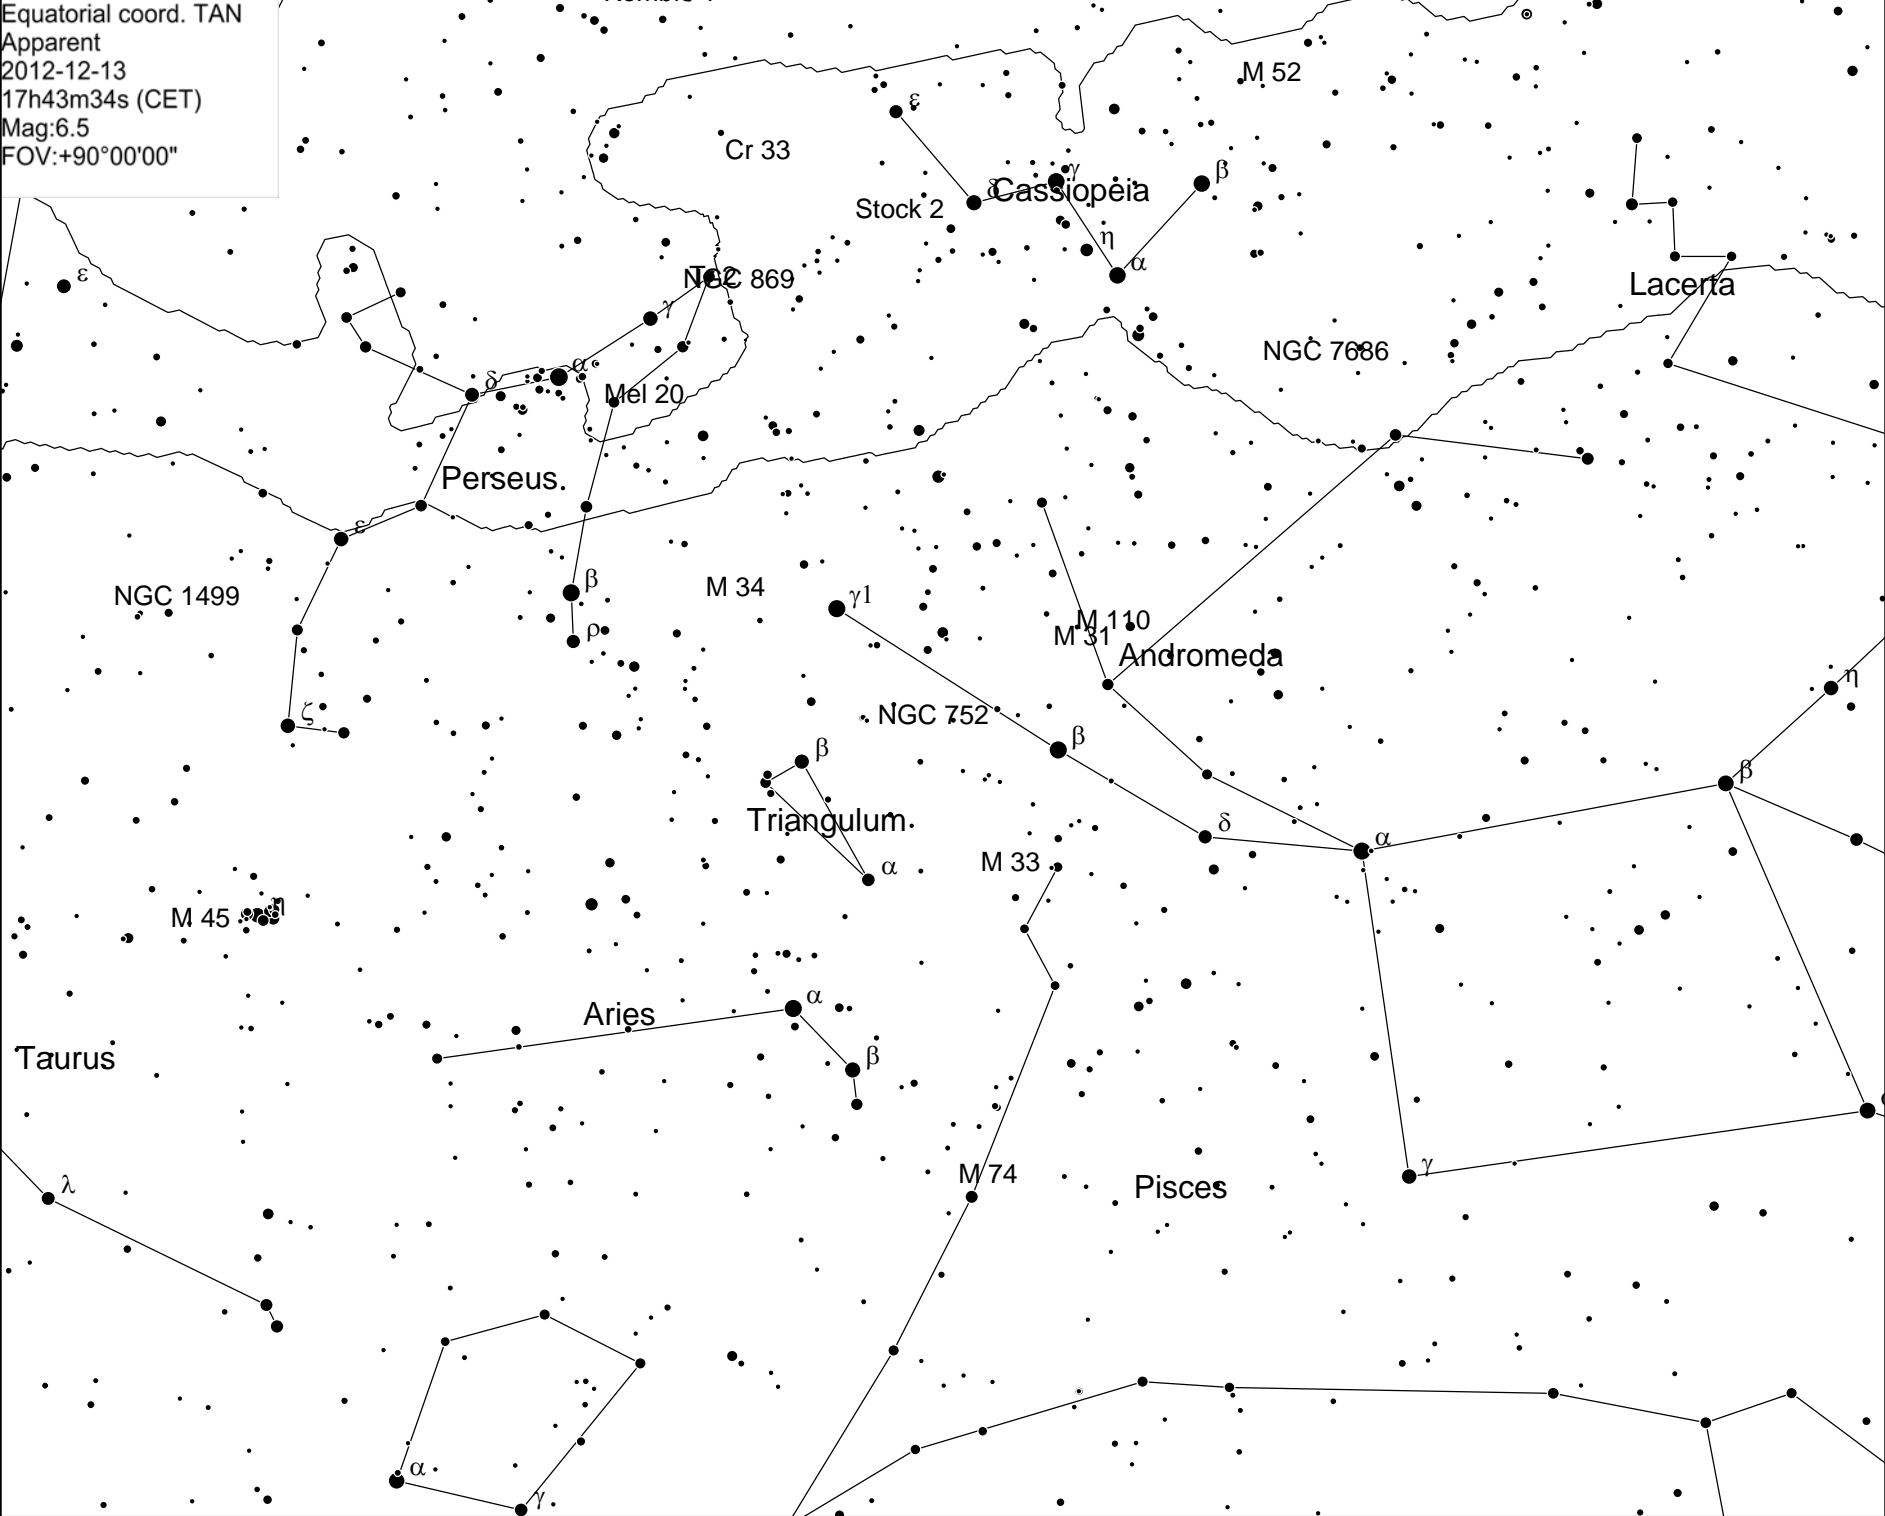 Equatorial coord. TAN
Apparent
2012-12-13
17h43m34s (CET)
Mag:6.5
FOV:+90°00'00"
M 52
ε
Cr 33
γ
β
δ
Cassiopeia
Stock 2
η
α
ε
NGC 869
Lacerta
γ
NGC 7686
α
δ
Mel 20
Perseus
ε
β
M 34
NGC 1499
γ1
ρ
M 110
M 31
Andromeda
η
ζ
NGC 752
β
β
β
Triangulum
δ
α
M 33
α
η
M 45
α
Aries
β
Taurus
γ
M 74
Pisces
λ
α
γ